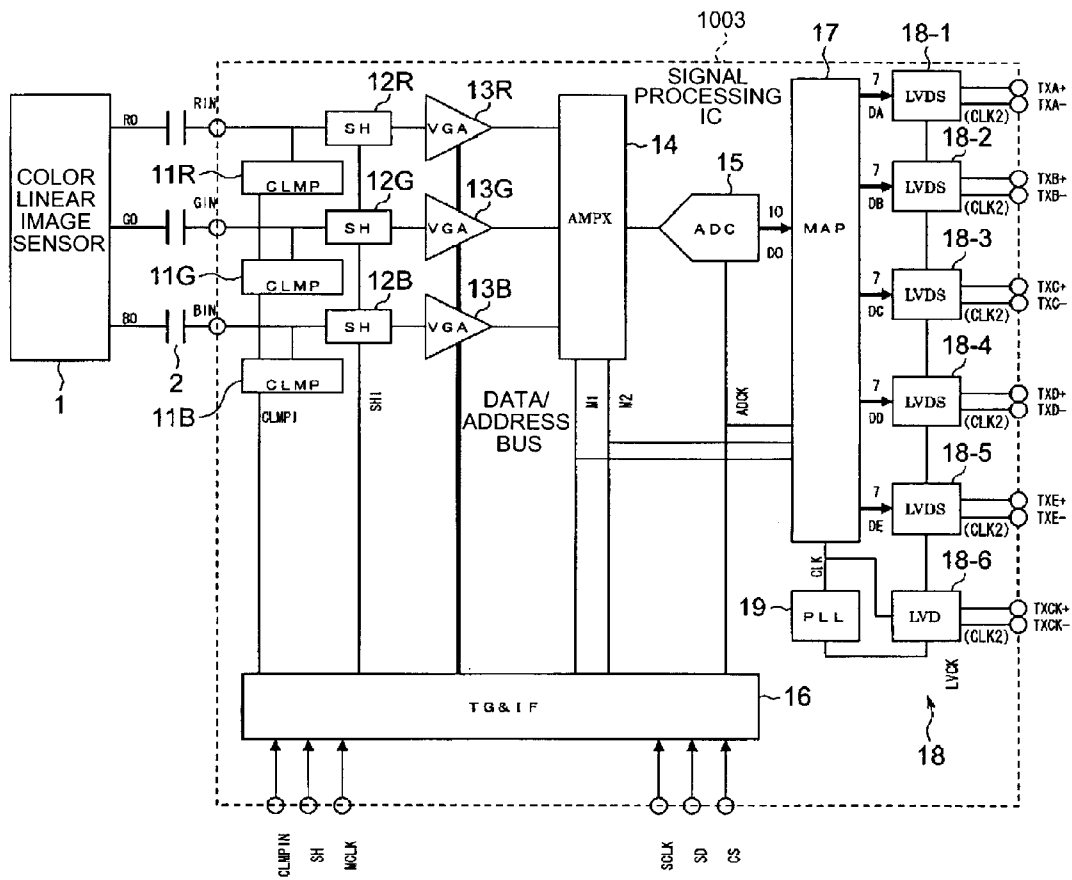 1003
SIGNAL
PROCESSING
IC
17
18-1
12R
13R
14
RIN
RO
SH
VGA
11R
CLMP
7
DA
LVDS
(CLK2)
TXA+
TXA-
18-2
COLOR
LINEAR
IMAGE
SENSOR
12G
13G
15
GIN
GO
SH
VGA
AMPX
ADC
10
DO
MAP
7
DB
LVDS
(CLK2)
TXB+
TXB-
18-3
11G
CLMP
12B
13B
7
DC
LVDS
(CLK2)
TXC+
TXC-
18-4
BIN
BO
SH
VGA
1
2
11B
CLMP
CLMP1
SH1
DATA/
ADDRESS
BUS
M1
M2
ADCK
7
DD
LVDS
(CLK2)
TXD+
TXD-
18-5
7
DE
LVDS
(CLK2)
TXE+
TXE-
18-6
CLK
19
PLL
LVD
(CLK2)
TXCK+
TXCK-
LVCK
TG&IF
16
18
CLMPIN
SH
MCLK
SCLK
SD
CS